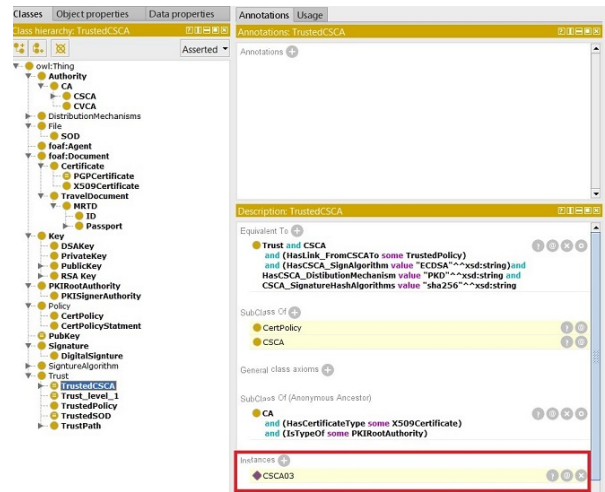 Classes Object properties Data properties
Class hierarchy: TrustedCSCA
Asserted
owl:Thing
Authority
CA
CSCA
CVCA
DistributionMechanisms
File
SOD
foaf:Agent
foaf:Document
Certificate
PGPCertificate
X509Certificate
TravelDocument
MRTD
ID
Passport
Key
DSAKey
PrivateKey
PublicKey
RSA Key
PKIRootAuthority
PKISignerAuthority
Policy
CertPolicy
CertPolicyStatment
PubKey
Signature
DigitalSignture
SigntureAlgorithm
Trust
TrustedCSCA
Trust_level_1
TrustedPolicy
TrustedSOD
TrustPath
Annotations Usage
Annotations: TrustedCSCA
Annotations
Description: TrustedCSCA
Equivalent To
Trust and CSCA
and (HasLink_FromCSCATo some TrustedPolicy)
and (HasCSCA_SignAlgorithm value "ECDSA"^^xsd:string)and
HasCSCA_DistibutionMechanism value "PKD"^^xsd:string and
CSCA_SignatureHashAlgorithms value "sha256"^^xsd:string
SubClass Of
CertPolicy
CSCA
General class axioms
SubClass Of (Anonymous Ancestor)
CA
and (HasCertificateType some X509Certificate)
and (IsTypeOf some PKIRootAuthority)
Instances
CSCA03